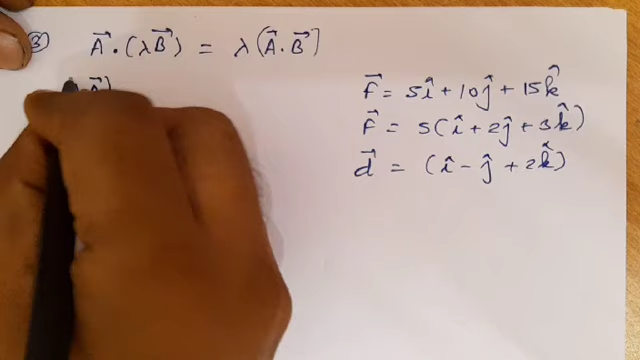 ③ A⃗ · (λB⃗) = λ(A⃗ · B⃗)
A⃗)
F⃗ = 5î + 10ĵ + 15k̂
F⃗ = 5(î + 2ĵ + 3k̂)
d⃗ = (î − ĵ + 2k̂)